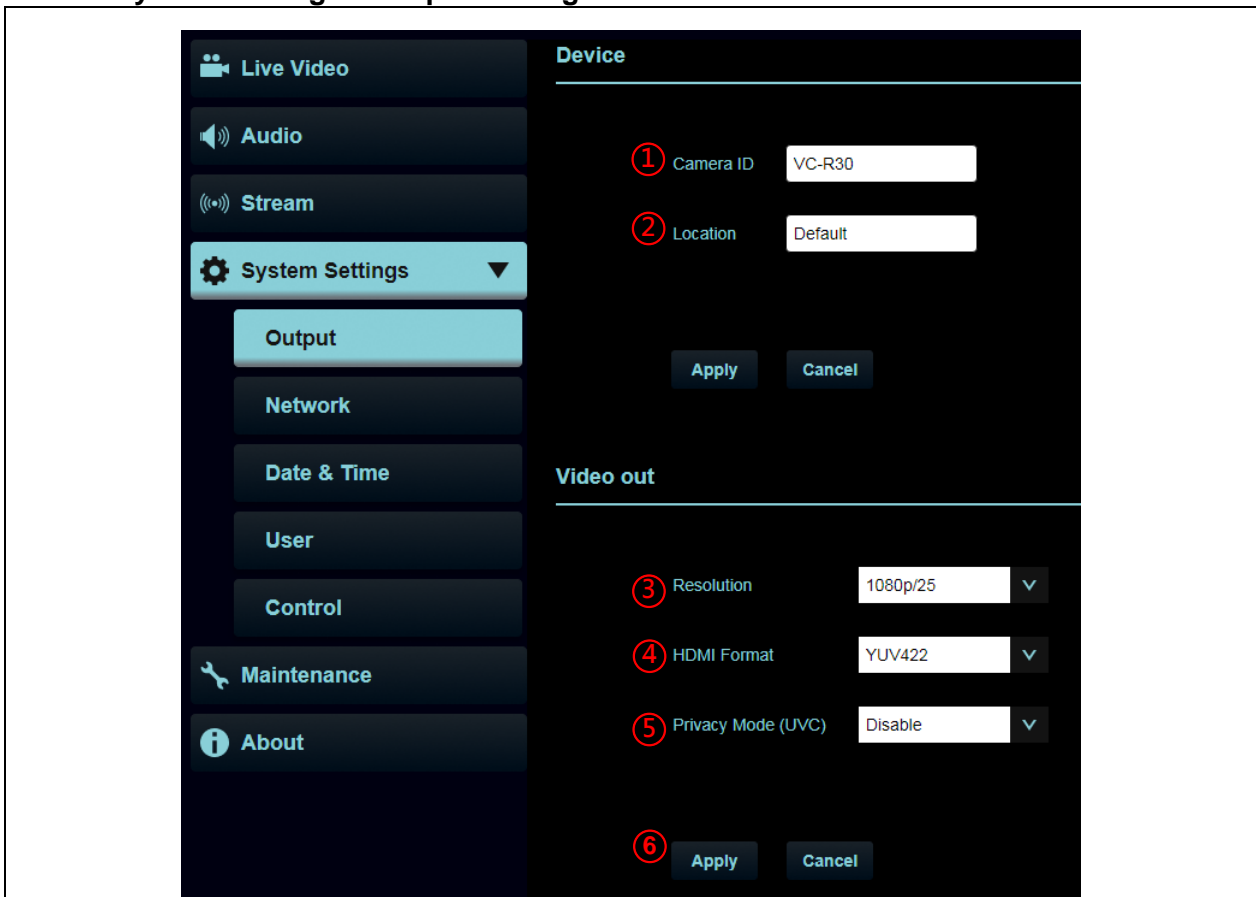 Live Video
Audio
Stream
System Settings
Output
Network
Date & Time
User
Control
Maintenance
About
Device
① Camera ID VC-R30
② Location Default
Apply Cancel
Video out
③ Resolution 1080p/25
④ HDMI Format YUV422
⑤ Privacy Mode (UVC) Disable
⑥ Apply Cancel